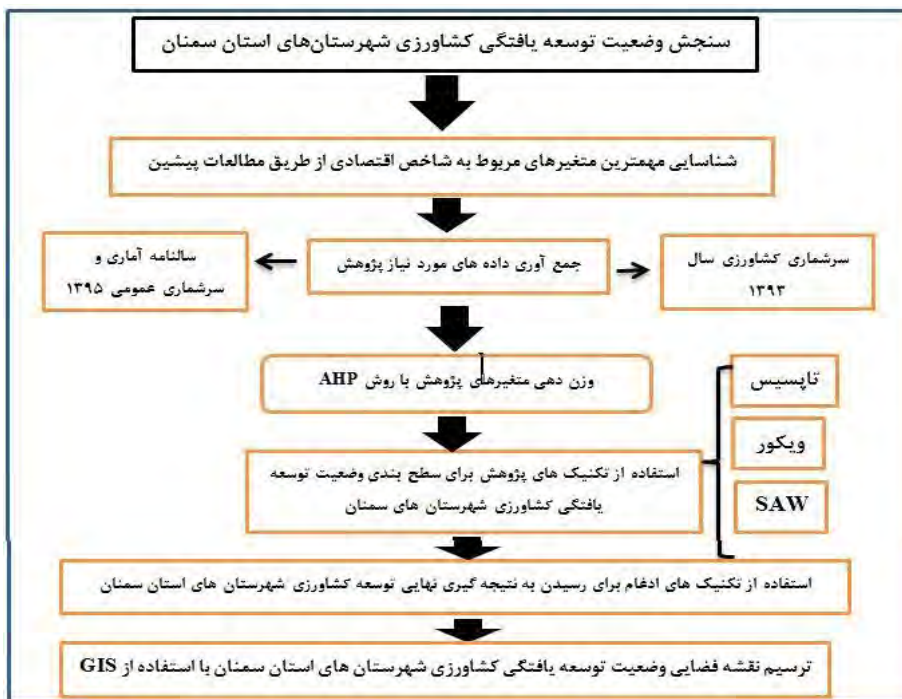 سنجش وضعیت توسعه یافتگی کشاورزی شهرستان‌های استان سمنان
شناسایی مهمترین متغیرهای مربوط به شاخص اقتصادی از طریق مطالعات پیشین
سرشماری کشاورزی سال
۱۳۹۳
جمع آوری داده های مورد نیاز پژوهش
سالنامه آماری و
سرشماری عمومی ۱۳۹۵
وزن دهی متغیرهای پژوهش با روش AHP
تاپسیس
ویکور
SAW
استفاده از تکنیک های پژوهش برای سطح بندی وضعیت توسعه
یافتگی کشاورزی شهرستان های سمنان
استفاده از تکنیک های ادغام برای رسیدن به نتیجه گیری نهایی توسعه کشاورزی شهرستان های استان سمنان
ترسیم نقشه فضایی وضعیت توسعه یافتگی کشاورزی شهرستان های استان سمنان با استفاده از GIS